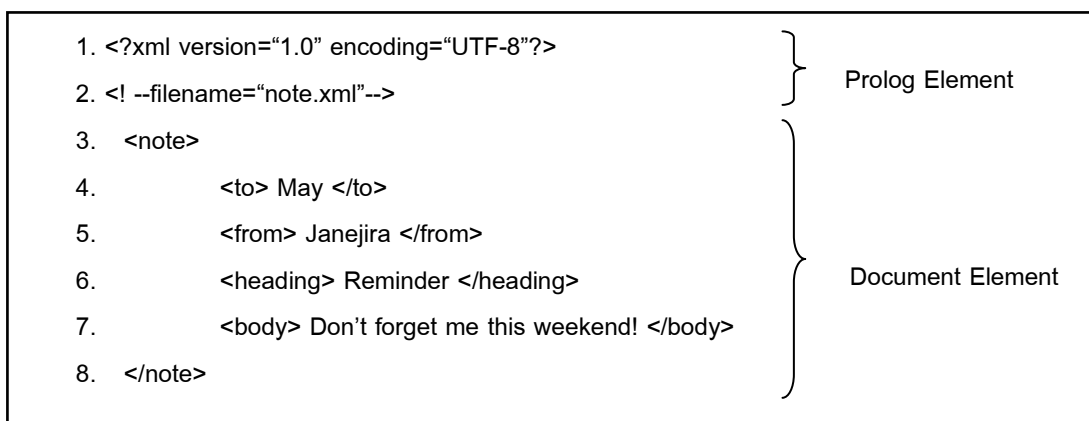 1. <?xml version=“1.0” encoding=“UTF-8”?>
2. <! --filename=“note.xml”-->
Prolog Element
3. <note>
4. <to> May </to>
5. <from> Janejira </from>
6. <heading> Reminder </heading>
7. <body> Don’t forget me this weekend! </body>
8. </note>
Document Element